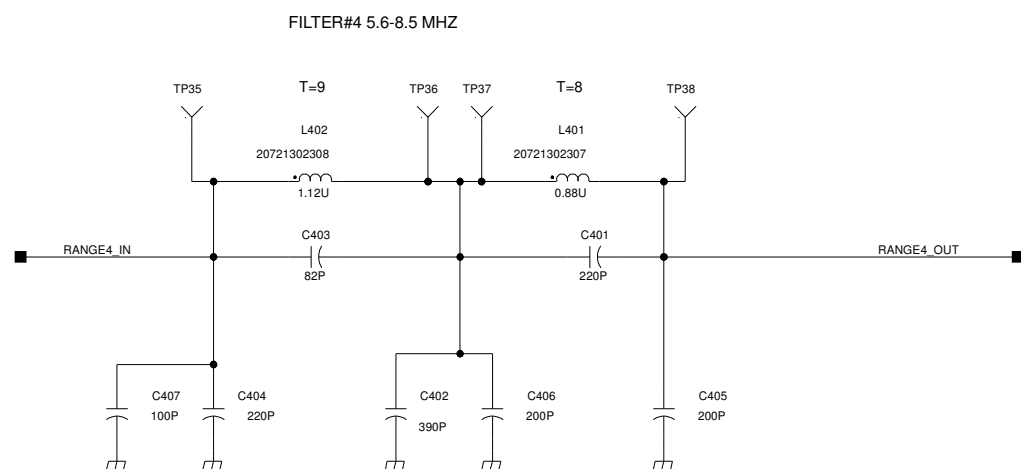 FILTER#4 5.6-8.5 MHZ
TP35
T=9
TP36
TP37
T=8
TP38
L402
L401
20721302308
20721302307
1.12U
0.88U
C403
C401
RANGE4_IN
RANGE4_OUT
82P
220P
C407
C404
C402
C406
C405
100P
220P
390P
200P
200P